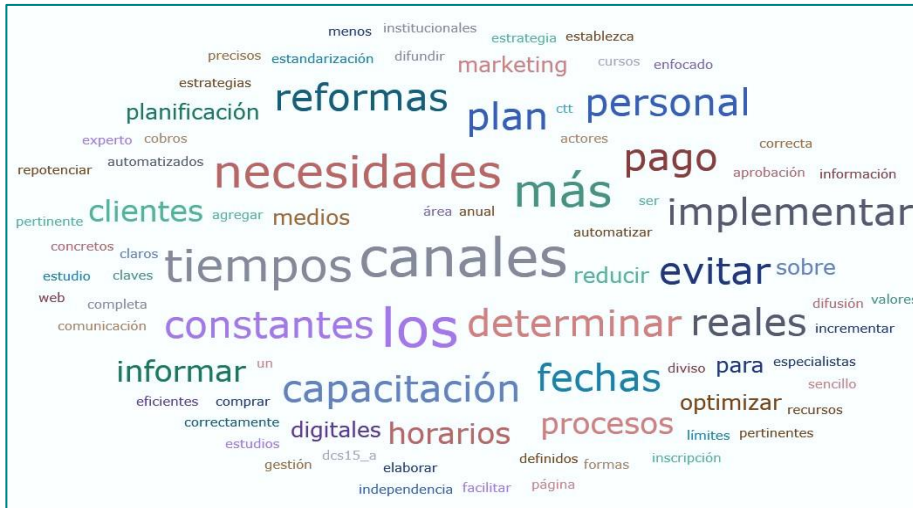 menos institucionales estrategia establezca
precisos estandarización difundir marketing cursos enfocado
estrategias reformas plan ctt personal
planificación
experto cobros actores pago correcta
repotenciar automatizados necesidades más aprobación información
pertinente clientes agregar medios área anual ser implementar
concretos claros tiempos canales automatizar
estudio claves reducir evitar sobre
web completa difusión valores
comunicación constantes los determinar reales incrementar
informar un capacitación fechas diviso para especialistas
eficientes comprar optimizar sencillo
correctamente digitales horarios procesos recursos
estudios límites pertinentes
gestión dcs15_a elaborar definidos formas inscripción
independencia facilitar página